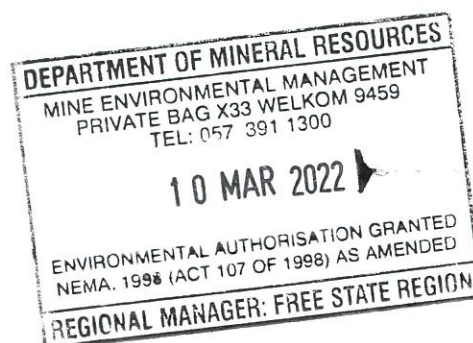 DEPARTMENT OF MINERAL RESOURCES
MINE ENVIRONMENTAL MANAGEMENT
PRIVATE BAG X33 WELKOM 9459
TEL: 057 391 1300
10 MAR 2022
ENVIRONMENTAL AUTHORISATION GRANTED
NEMA. 1998 (ACT 107 OF 1998) AS AMENDED
REGIONAL MANAGER: FREE STATE REGION